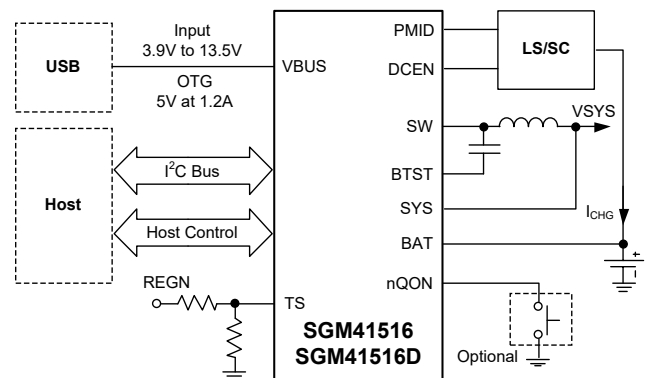 USB
Input
3.9V to 13.5V
OTG
5V at 1.2A
VBUS
PMID
DCEN
LS/SC
SW
VSYS
BTST
SYS
BAT
I_CHG
Host
I²C Bus
Host Control
nQON
REGN
TS
SGM41516
SGM41516D
Optional
+